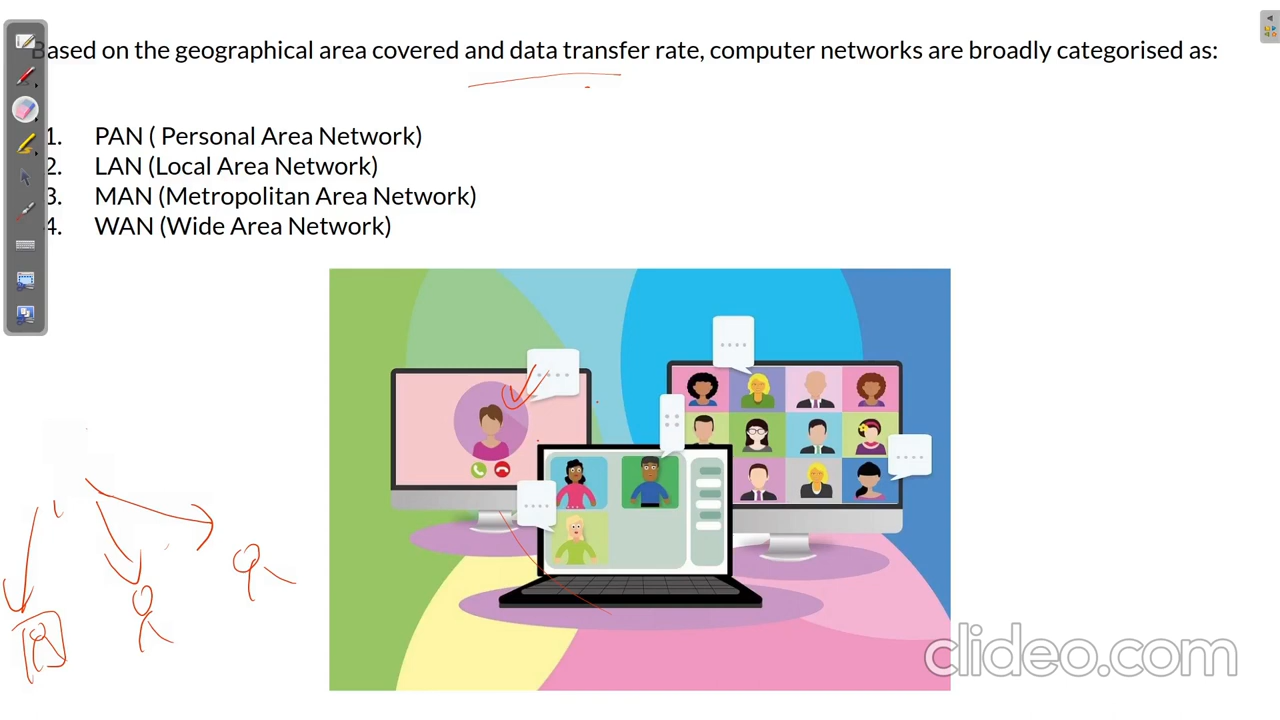 Based on the geographical area covered and data transfer rate, computer networks are broadly categorised as:
1. PAN ( Personal Area Network)
2. LAN (Local Area Network)
3. MAN (Metropolitan Area Network)
4. WAN (Wide Area Network)
clideo.com